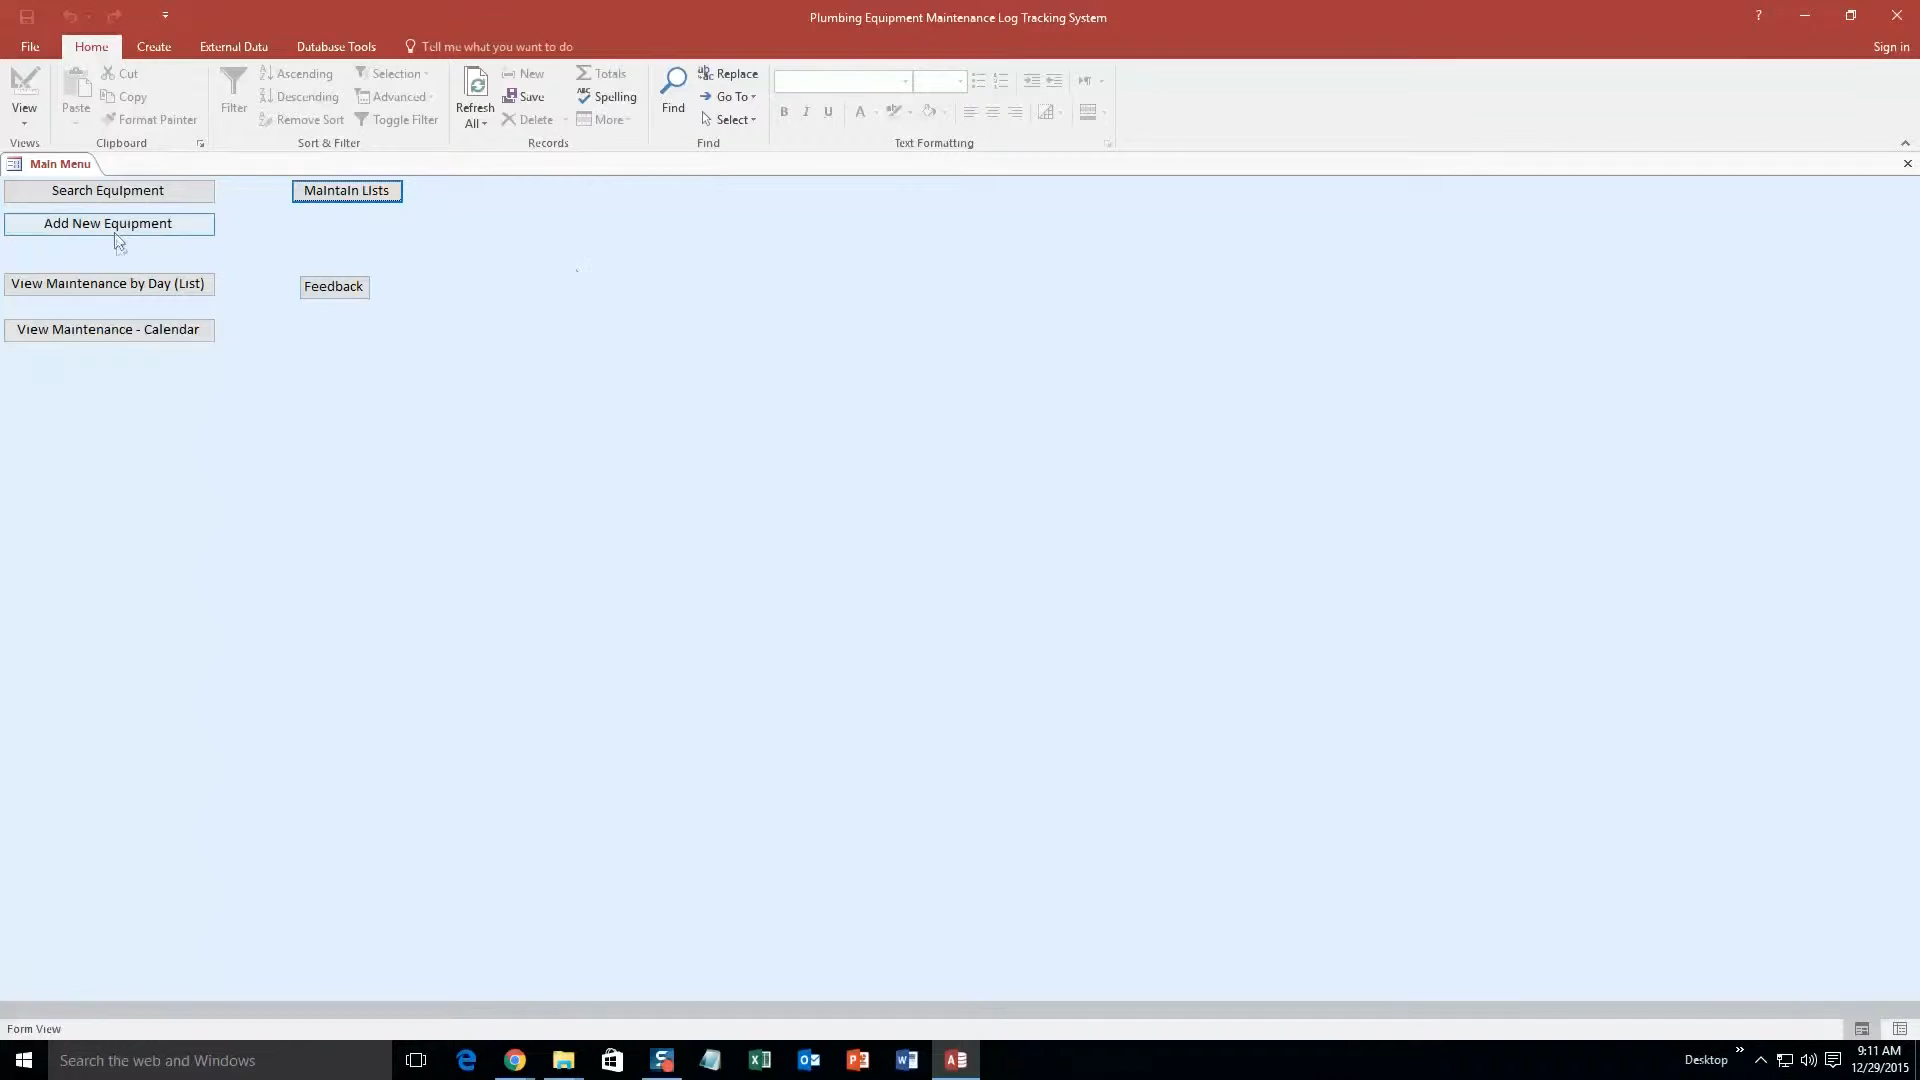 Plumbing Equipment Maintenance Log Tracking System
?
File Home Create External Data Database Tools Tell me what you want to do Sign in
View
Views
Paste
Cut
Copy
Format Painter
Clipboard
Filter
Ascending
Descending
Remove Sort
Selection
Advanced
Toggle Filter
Sort & Filter
Refresh
All
New
Save
Delete
Totals
Spelling
More
Records
Find
Replace
Go To
Select
Find
B I U A
Text Formatting
Main Menu
Search Equipment
Maintain Lists
Add New Equipment
View Maintenance by Day (List)
Feedback
View Maintenance - Calendar
Form View
Search the web and Windows
Desktop
9:11 AM
12/29/2015